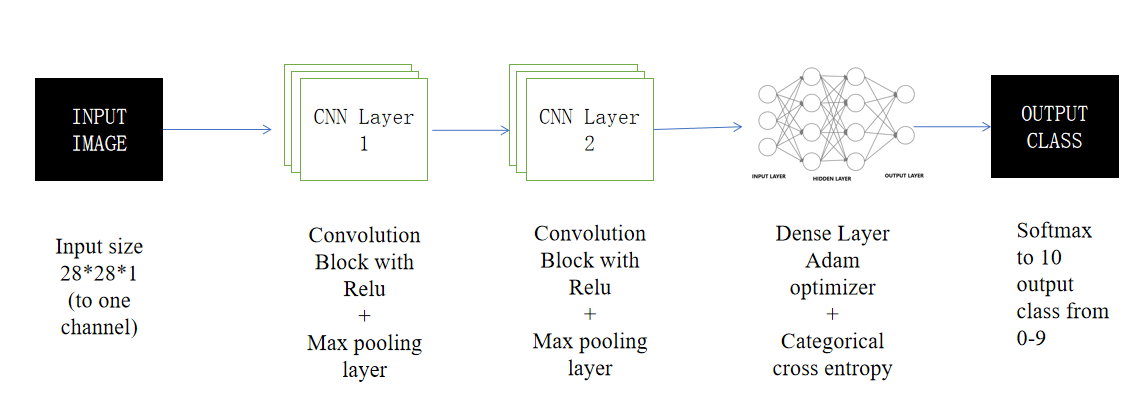 INPUT
IMAGE
CNN Layer
1
CNN Layer
2
INPUT LAYER
HIDDEN LAYER
OUTPUT LAYER
OUTPUT
CLASS
Input size
28*28*1
(to one
channel)
Convolution
Block with
Relu
+
Max pooling
layer
Convolution
Block with
Relu
+
Max pooling
layer
Dense Layer
Adam
optimizer
+
Categorical
cross entropy
Softmax
to 10
output
class from
0-9